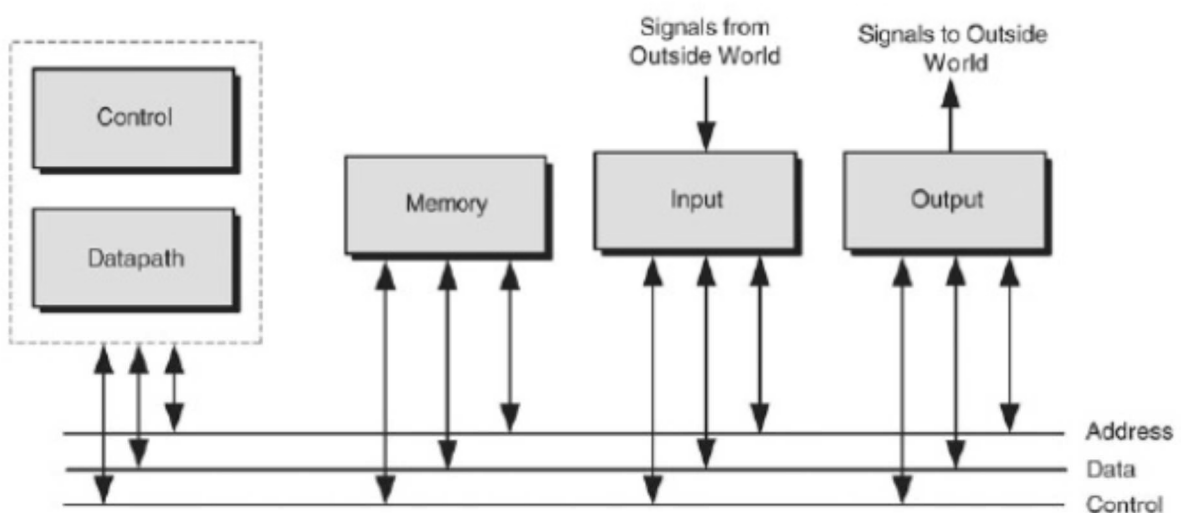 Signals from
Outside World
Signals to Outside
World
Control
Memory
Input
Output
Datapath
Address
Data
Control